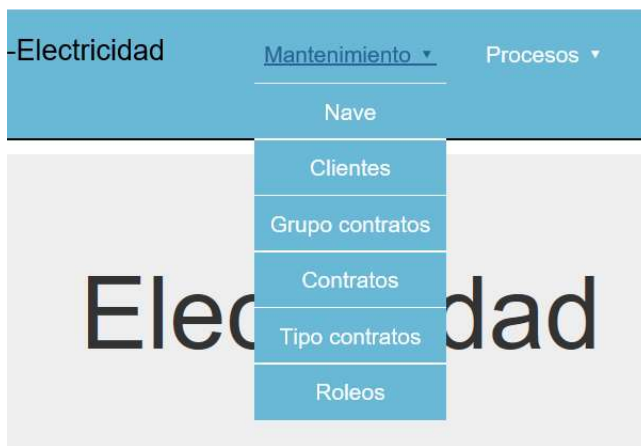 -Electricidad
Mantenimiento ▾
Procesos ▾
Nave
Clientes
Grupo contratos
Contratos
Tipo contratos
Roleos
Elec dad